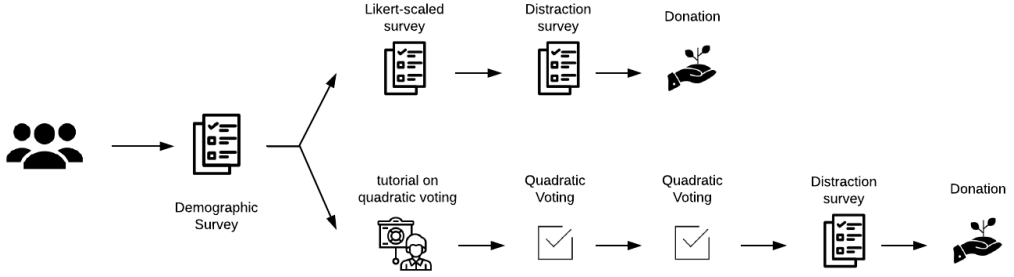 Likert-scaled
survey
Distraction
survey
Donation
Demographic
Survey
tutorial on
quadratic voting
Quadratic
Voting
Quadratic
Voting
Distraction
survey
Donation